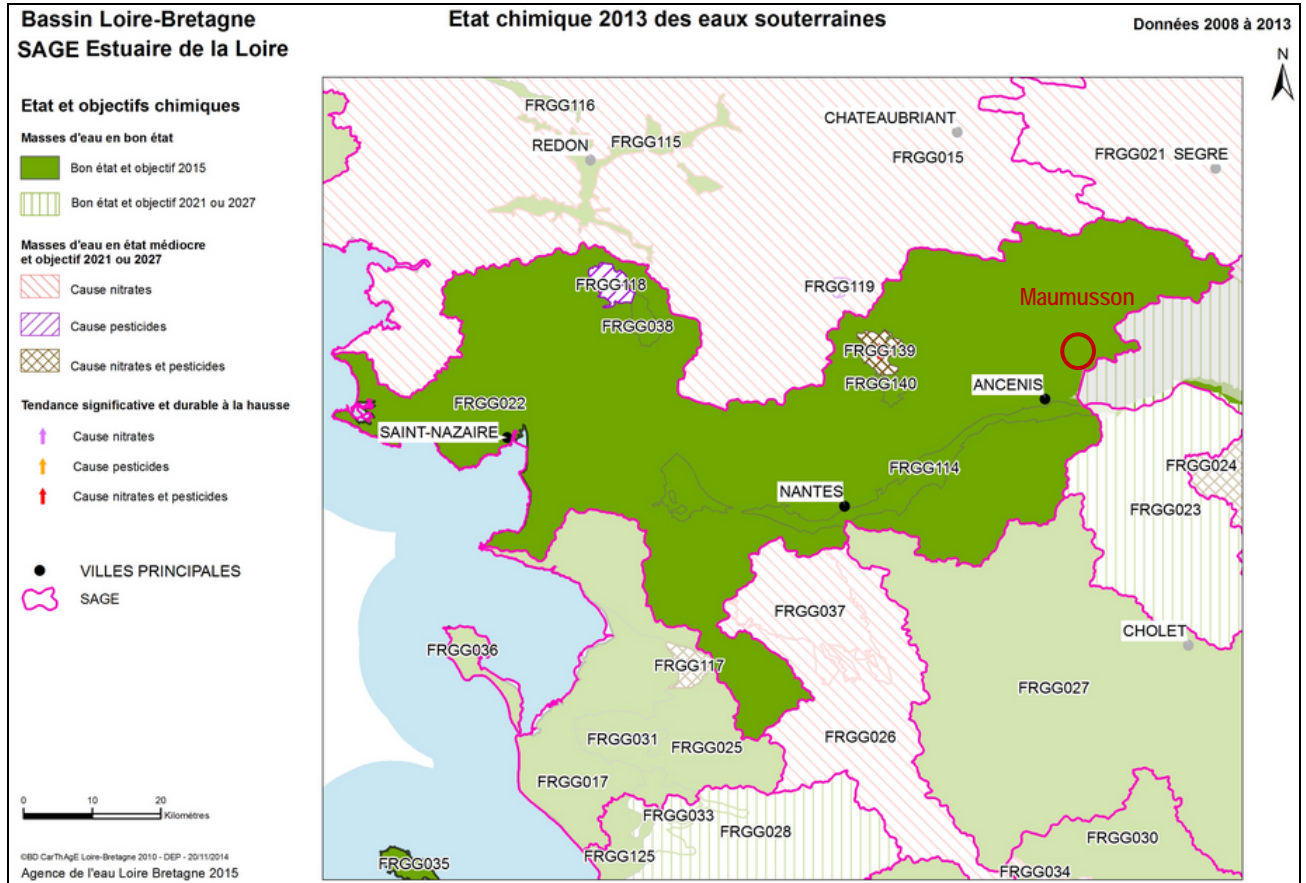 Bassin Loire-Bretagne
SAGE Estuaire de la Loire
Etat chimique 2013 des eaux souterraines
Données 2008 à 2013
N
Etat et objectifs chimiques
Masses d'eau en bon état
Bon état et objectif 2015
Bon état et objectif 2021 ou 2027
Masses d'eau en état médiocre
et objectif 2021 ou 2027
Cause nitrates
Cause pesticides
Cause nitrates et pesticides
Tendance significative et durable à la hausse
Cause nitrates
Cause pesticides
Cause nitrates et pesticides
VILLES PRINCIPALES
SAGE
0 10 20
Kilomètres
©BD CarThAgE Loire-Bretagne 2010 - DEP - 20/11/2014
Agence de l'eau Loire Bretagne 2015
FRGG116
CHATEAUBRIANT
REDON
FRGG115
FRGG015
FRGG021
SEGRE
FRGG118
FRGG119
Maumusson
FRGG038
FRGG139
FRGG140
ANCENIS
FRGG022
SAINT-NAZAIRE
FRGG114
FRGG024
NANTES
FRGG023
FRGG037
CHOLET
FRGG036
FRGG117
FRGG027
FRGG031
FRGG025
FRGG026
FRGG017
FRGG033
FRGG028
FRGG030
FRGG125
FRGG035
FRGG034